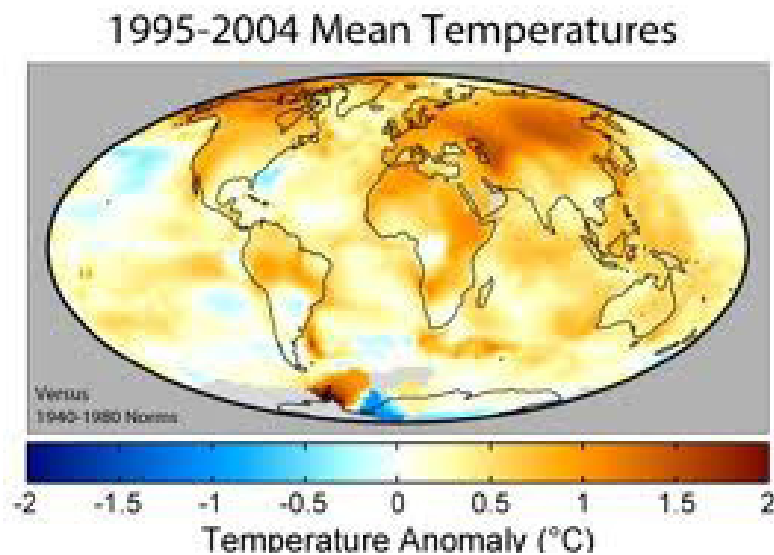 1995-2004 Mean Temperatures
Versus
1940-1980 Norms
-2 -1.5 -1 -0.5 0 0.5 1 1.5 2
Temperature Anomaly (°C)